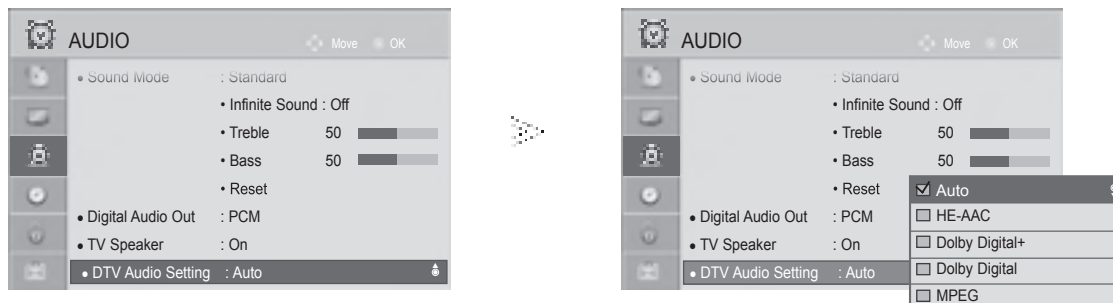 AUDIO
Move OK
• Sound Mode : Standard
• Infinite Sound : Off
• Treble 50
• Bass 50
• Reset
• Digital Audio Out : PCM
• TV Speaker : On
• DTV Audio Setting : Auto
AUDIO
Move OK
• Sound Mode : Standard
• Infinite Sound : Off
• Treble 50
• Bass 50
• Reset
• Digital Audio Out : PCM
• TV Speaker : On
• DTV Audio Setting : Auto
Auto
HE-AAC
Dolby Digital+
Dolby Digital
MPEG